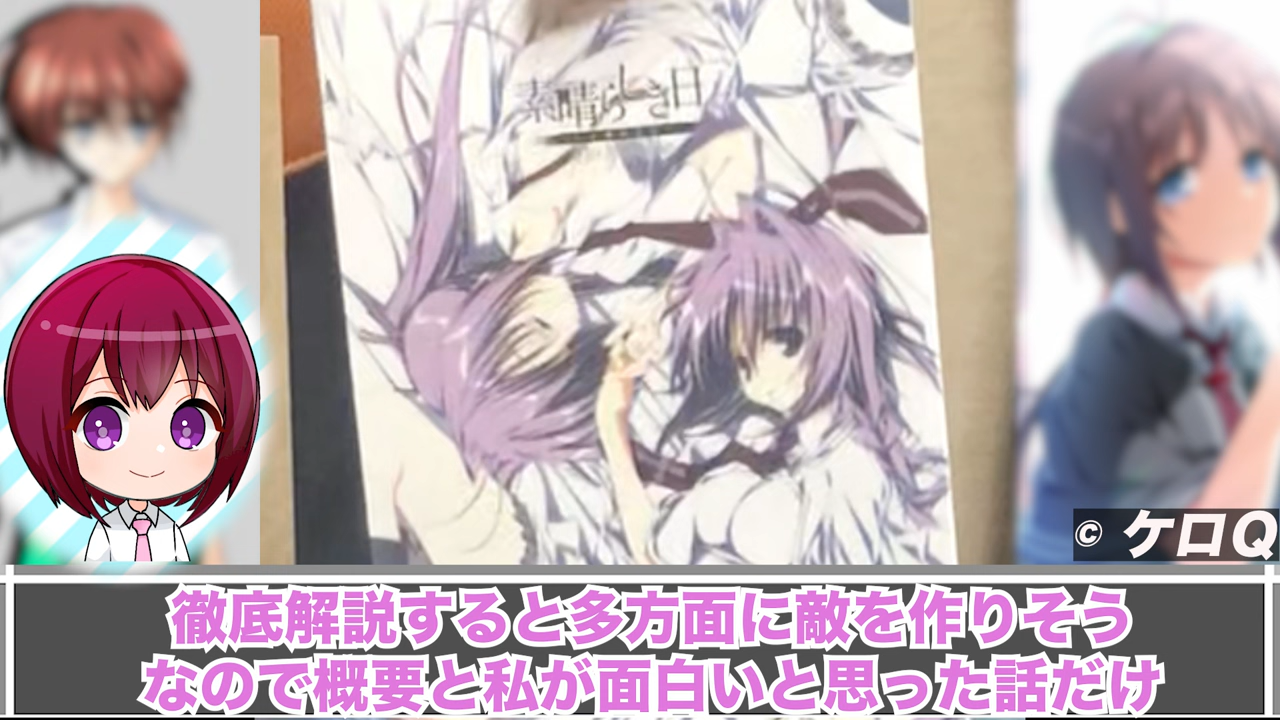 素晴らしき日
© ケロQ
徹底解説すると多方面に敵を作りそう
なので概要と私が面白いと思った話だけ